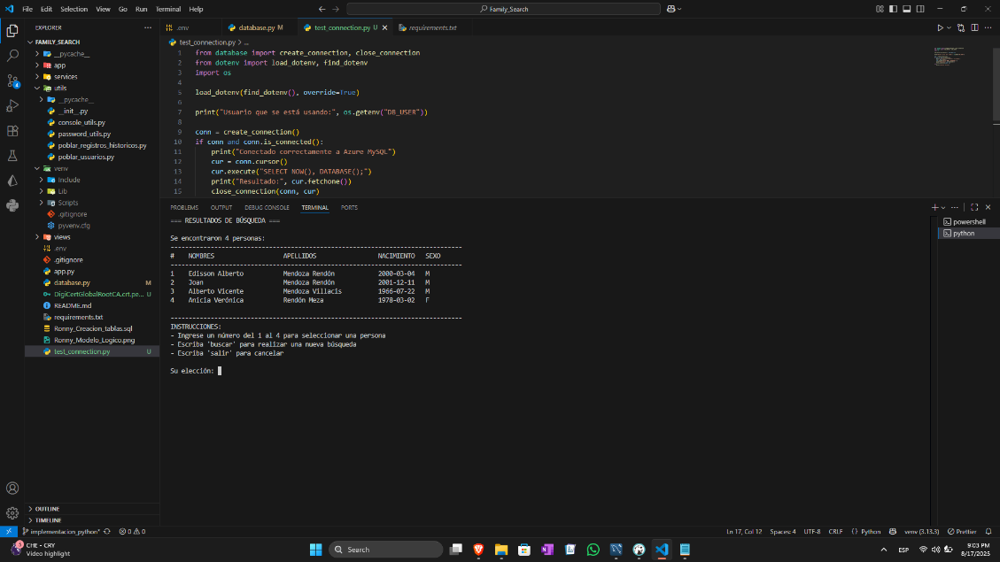 File Edit Selection View Go Run Terminal Help
Family_Search
EXPLORER
FAMILY_SEARCH
__pycache__
app
services
utils
__pycache__
__init__.py
console_utils.py
password_utils.py
poblar_registros_historicos.py
poblar_usuarios.py
venv
Include
Lib
Scripts
.gitignore
pyvenv.cfg
views
.env
.gitignore
app.py
database.py M
DigiCertGlobalRootCA.crt.pe... U
README.md
requirements.txt
Ronny_Creacion_tablas.sql
Ronny_Modelo_Logico.png
test_connection.py U
OUTLINE
TIMELINE
.env
database.py M
test_connection.py U
requirements.txt
test_connection.py > ...
1 from database import create_connection, close_connection
2 from dotenv import load_dotenv, find_dotenv
3 import os
4
5 load_dotenv(find_dotenv(), override=True)
6
7 print("Usuario que se está usando:", os.getenv("DB_USER"))
8
9 conn = create_connection()
10 if conn and conn.is_connected():
11 print("Conectado correctamente a Azure MySQL")
12 cur = conn.cursor()
13 cur.execute("SELECT NOW(), DATABASE();")
14 print("Resultado:", cur.fetchone())
15 close_connection(conn, cur)
PROBLEMS OUTPUT DEBUG CONSOLE TERMINAL PORTS
=== RESULTADOS DE BÚSQUEDA ===
Se encontraron 4 personas:
--------------------------------------------------------------------------------
# NOMBRES APELLIDOS NACIMIENTO SEXO
--------------------------------------------------------------------------------
1 Edisson Alberto Mendoza Rendón 2000-03-04 M
2 Joan Mendoza Rendón 2001-12-11 M
3 Alberto Vicente Mendoza Villacis 1966-07-22 M
4 Anicia Verónica Rendón Meza 1978-03-02 F
--------------------------------------------------------------------------------
INSTRUCCIONES:
- Ingrese un número del 1 al 4 para seleccionar una persona
- Escriba 'buscar' para realizar una nueva búsqueda
- Escriba 'salir' para cancelar
Su elección:
powershell
python
implementacion_python* 0 0
Ln 17, Col 12 Spaces: 4 UTF-8 CRLF {} Python venv (3.13.3) Prettier
CHE - CRY
Video highlight
Search
ESP
9:03 PM
8/17/2025